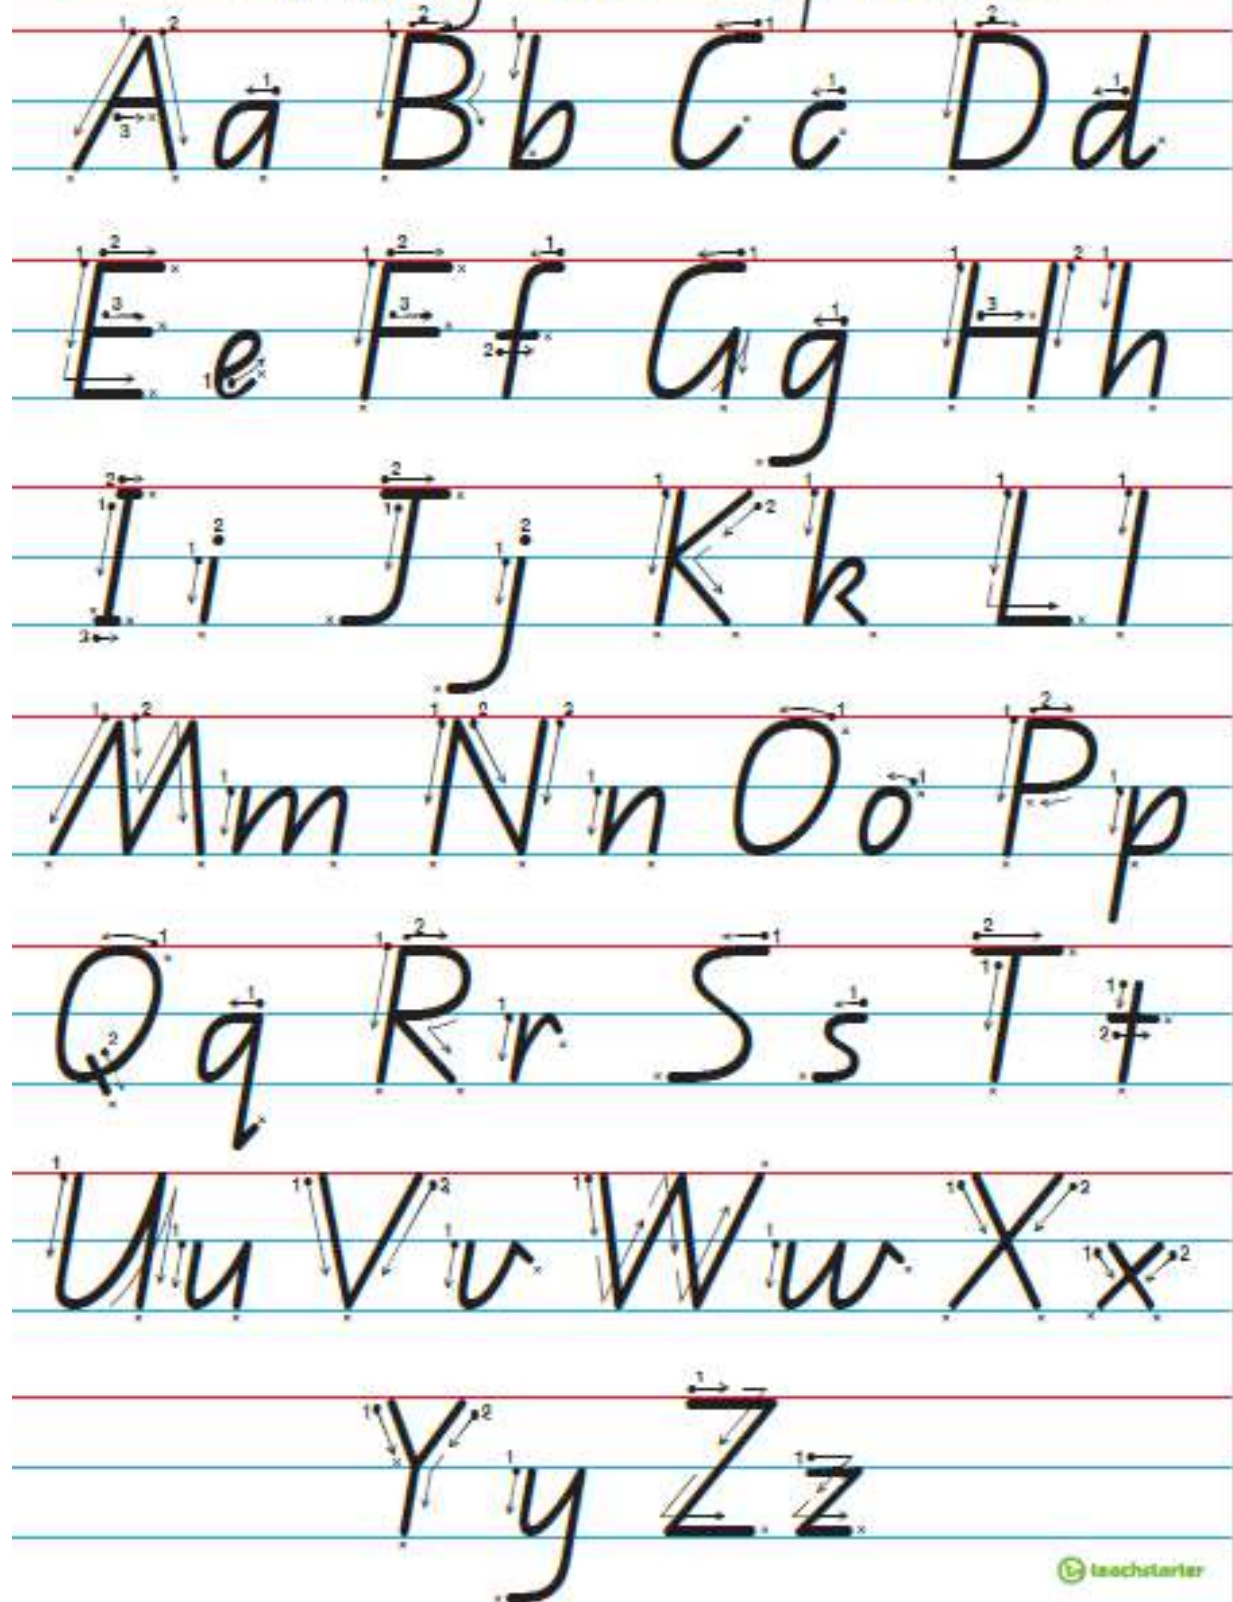 Aa Bb Cc Dd
Ee Ff Gg Hh
Ii Jj Kk Ll
Mm Nn Oo Pp
Qq Rr Ss Tt
Uu Vv Ww Xx
Yy Zz
teachstarter